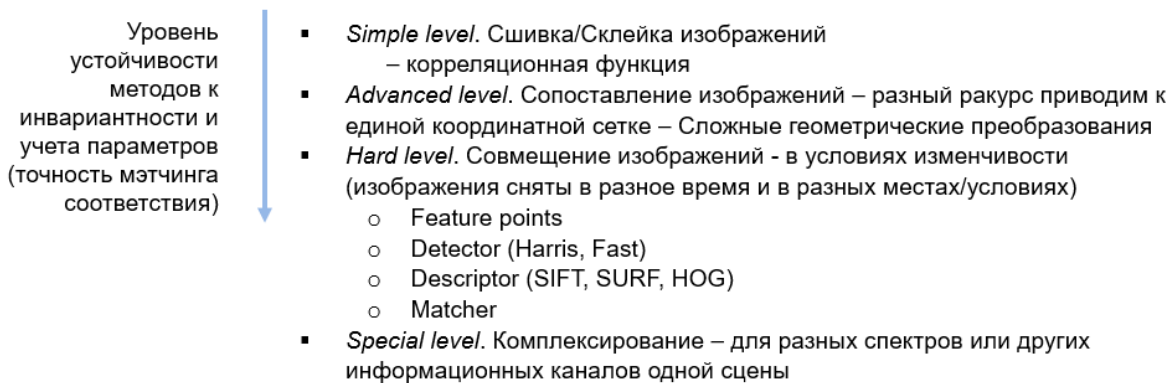 Уровень
устойчивости
методов к
инвариантности и
учета параметров
(точность мэтчинга
соответствия)
▪ Simple level. Сшивка/Склейка изображений
– корреляционная функция
▪ Advanced level. Сопоставление изображений – разный ракурс приводим к
единой координатной сетке – Сложные геометрические преобразования
▪ Hard level. Совмещение изображений - в условиях изменчивости
(изображения сняты в разное время и в разных местах/условиях)
o Feature points
o Detector (Harris, Fast)
o Descriptor (SIFT, SURF, HOG)
o Matcher
▪ Special level. Комплексирование – для разных спектров или других
информационных каналов одной сцены